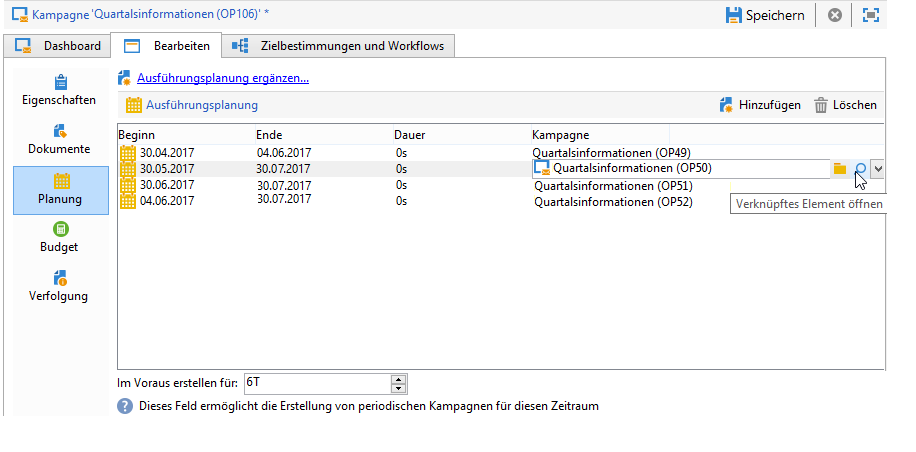 Kampagne 'Quartalsinformationen (OP106)' *
Speichern
Dashboard Bearbeiten Zielbestimmungen und Workflows
Eigenschaften
Dokumente
Planung
Budget
Verfolgung
Ausführungsplanung ergänzen...
Ausführungsplanung Hinzufügen Löschen
Beginn Ende Dauer Kampagne
30.04.2017 04.06.2017 0s Quartalsinformationen (OP49)
30.05.2017 30.07.2017 0s Quartalsinformationen (OP50)
30.06.2017 30.07.2017 0s Quartalsinformationen (OP51)
04.06.2017 30.07.2017 0s Quartalsinformationen (OP52)
Verknüpftes Element öffnen
Im Voraus erstellen für: 6T
Dieses Feld ermöglicht die Erstellung von periodischen Kampagnen für diesen Zeitraum